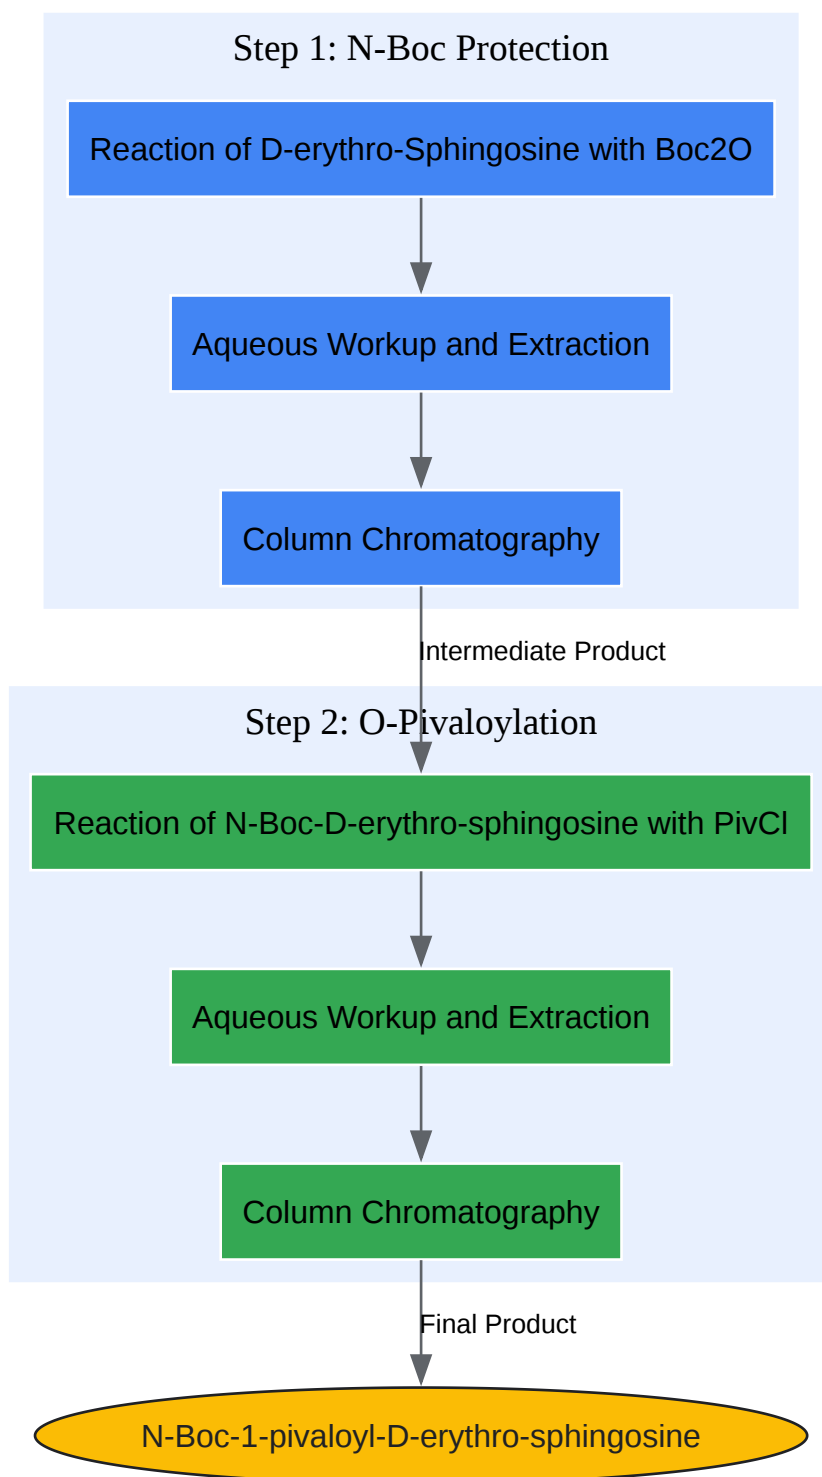 Step 1: N-Boc Protection
Reaction of D-erythro-Sphingosine with Boc2O
Aqueous Workup and Extraction
Column Chromatography
Intermediate Product
Step 2: O-Pivaloylation
Reaction of N-Boc-D-erythro-sphingosine with PivCl
Aqueous Workup and Extraction
Column Chromatography
Final Product
N-Boc-1-pivaloyl-D-erythro-sphingosine